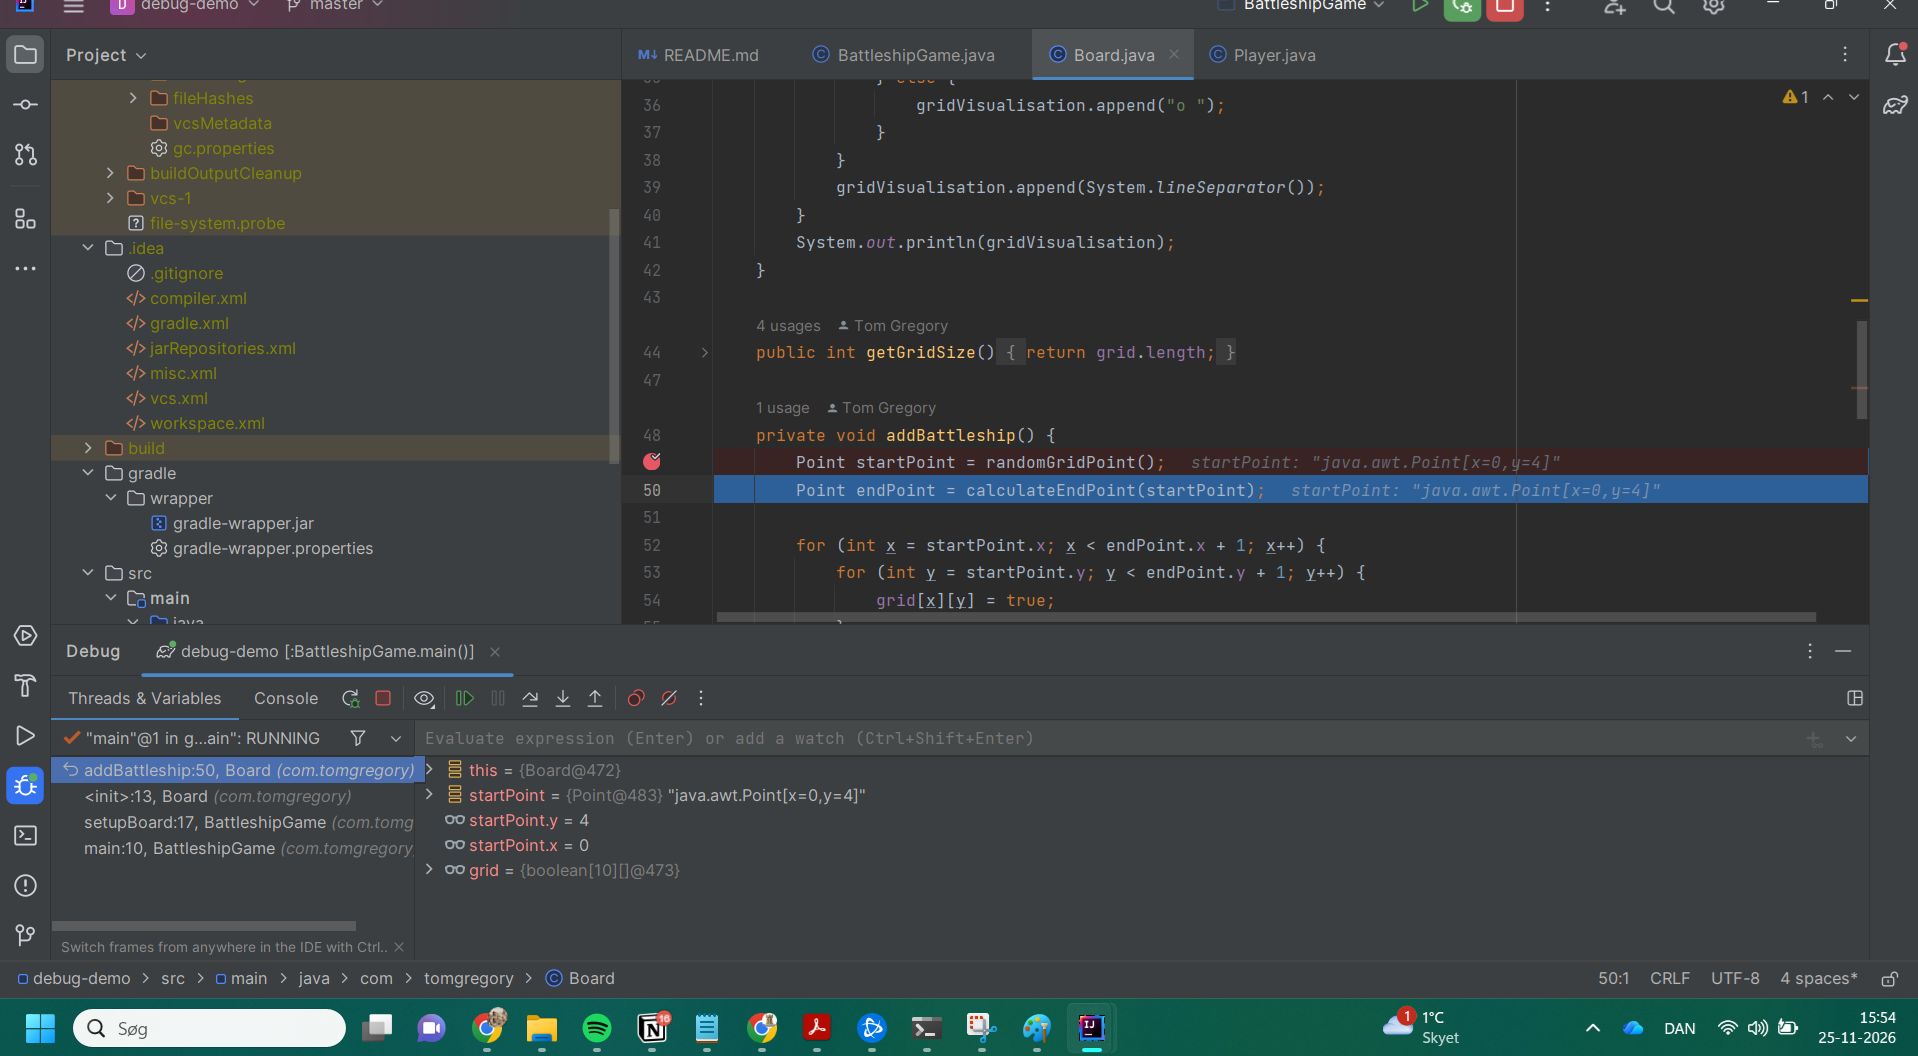 D debug-demo master BattleshipGame
Project
README.md BattleshipGame.java Board.java Player.java
fileHashes
vcsMetadata
gc.properties
buildOutputCleanup
vcs-1
file-system.probe
.idea
.gitignore
compiler.xml
gradle.xml
jarRepositories.xml
misc.xml
vcs.xml
workspace.xml
build
gradle
wrapper
gradle-wrapper.jar
gradle-wrapper.properties
src
main
java
} else {
1
36 gridVisualisation.append("o ");
37 }
38 }
39 gridVisualisation.append(System.lineSeparator());
40 }
41 System.out.println(gridVisualisation);
42 }
43
4 usages Tom Gregory
44 public int getGridSize() { return grid.length; }
47
1 usage Tom Gregory
48 private void addBattleship() {
Point startPoint = randomGridPoint(); startPoint: "java.awt.Point[x=0,y=4]"
50 Point endPoint = calculateEndPoint(startPoint); startPoint: "java.awt.Point[x=0,y=4]"
51
52 for (int x = startPoint.x; x < endPoint.x + 1; x++) {
53 for (int y = startPoint.y; y < endPoint.y + 1; y++) {
54 grid[x][y] = true;
Debug debug-demo [:BattleshipGame.main()]
Threads & Variables Console
"main"@1 in g...ain": RUNNING
addBattleship:50, Board (com.tomgregory)
<init>:13, Board (com.tomgregory)
setupBoard:17, BattleshipGame (com.tomg
main:10, BattleshipGame (com.tomgregory
Switch frames from anywhere in the IDE with Ctrl..
Evaluate expression (Enter) or add a watch (Ctrl+Shift+Enter)
this = {Board@472}
startPoint = {Point@483} "java.awt.Point[x=0,y=4]"
startPoint.y = 4
startPoint.x = 0
grid = {boolean[10][]@473}
debug-demo > src > main > java > com > tomgregory > Board
50:1 CRLF UTF-8 4 spaces*
Søg
16
1
1°C
Skyet
DAN
15:54
25-11-2026